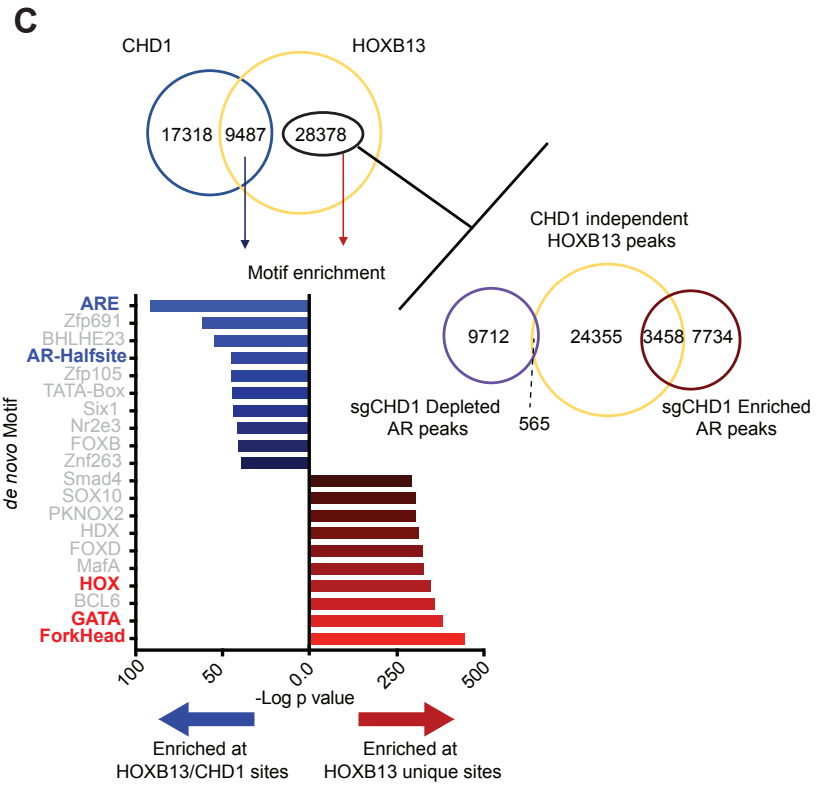 C
CHD1
HOXB13
17318
9487
28378
Motif enrichment
CHD1 independent
HOXB13 peaks
9712
24355
3458
7734
sgCHD1 Depleted
AR peaks
565
sgCHD1 Enriched
AR peaks
de novo Motif
ARE
Zfp691
BHLHE23
AR-Halfsite
Zfp105
TATA-Box
Six1
Nr2e3
FOXB
Znf263
Smad4
SOX10
PKNOX2
HDX
FOXD
MafA
HOX
BCL6
GATA
ForkHead
100
50
0.0
250
500
-Log p value
Enriched at
HOXB13/CHD1 sites
Enriched at
HOXB13 unique sites